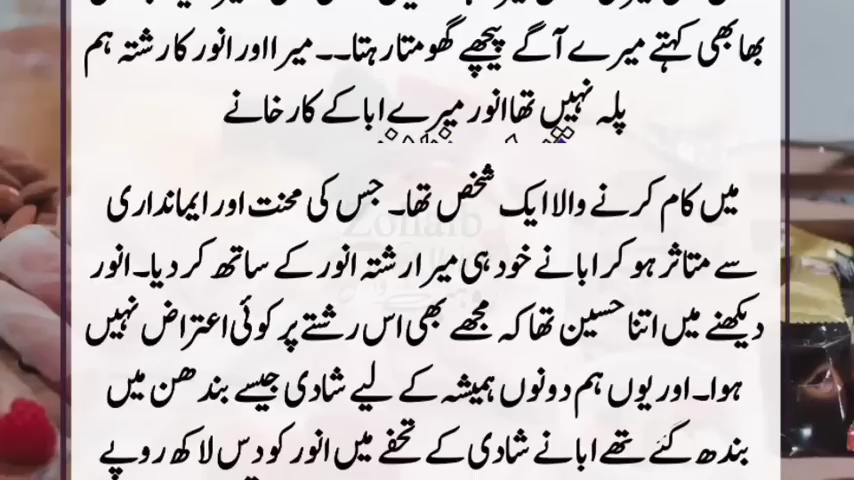 بھابھی کہتے میرے آگے پیچھے گھومتا رہتا۔۔ میرا اور انور کا رشتہ ہم
پلہ نہیں تھا انور میرے ابا کے کارخانے
میں کام کرنے والا ایک شخص تھا۔ جس کی محنت اور ایمانداری
سے متاثر ہو کر ابا نے خود ہی میرا رشتہ انور کے ساتھ کر دیا۔ انور
دیکھنے میں اتنا حسین تھا کہ مجھے بھی اس رشتے پر کوئی اعتراض نہیں
ہوا۔ اور یوں ہم دونوں ہمیشہ کے لیے شادی جیسے بندھن میں
بندھ گئے تھے ابا نے شادی کے تحفے میں انور کو دس لاکھ روپے
Zohaib